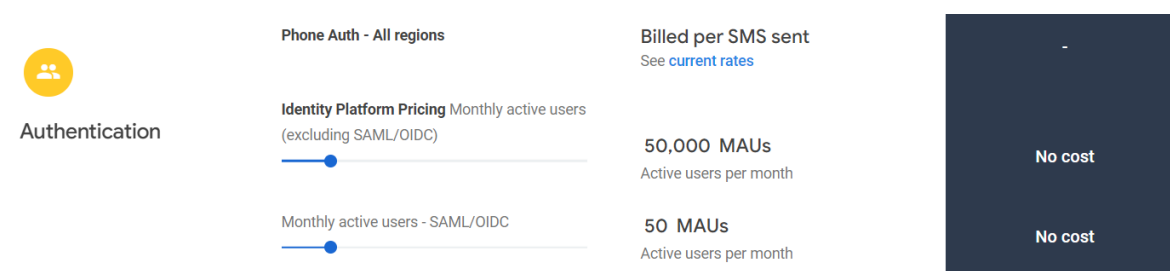 Authentication
Phone Auth - All regions
Billed per SMS sent
See current rates
-
Identity Platform Pricing Monthly active users
(excluding SAML/OIDC)
50,000 MAUs
Active users per month
No cost
Monthly active users - SAML/OIDC
50 MAUs
Active users per month
No cost